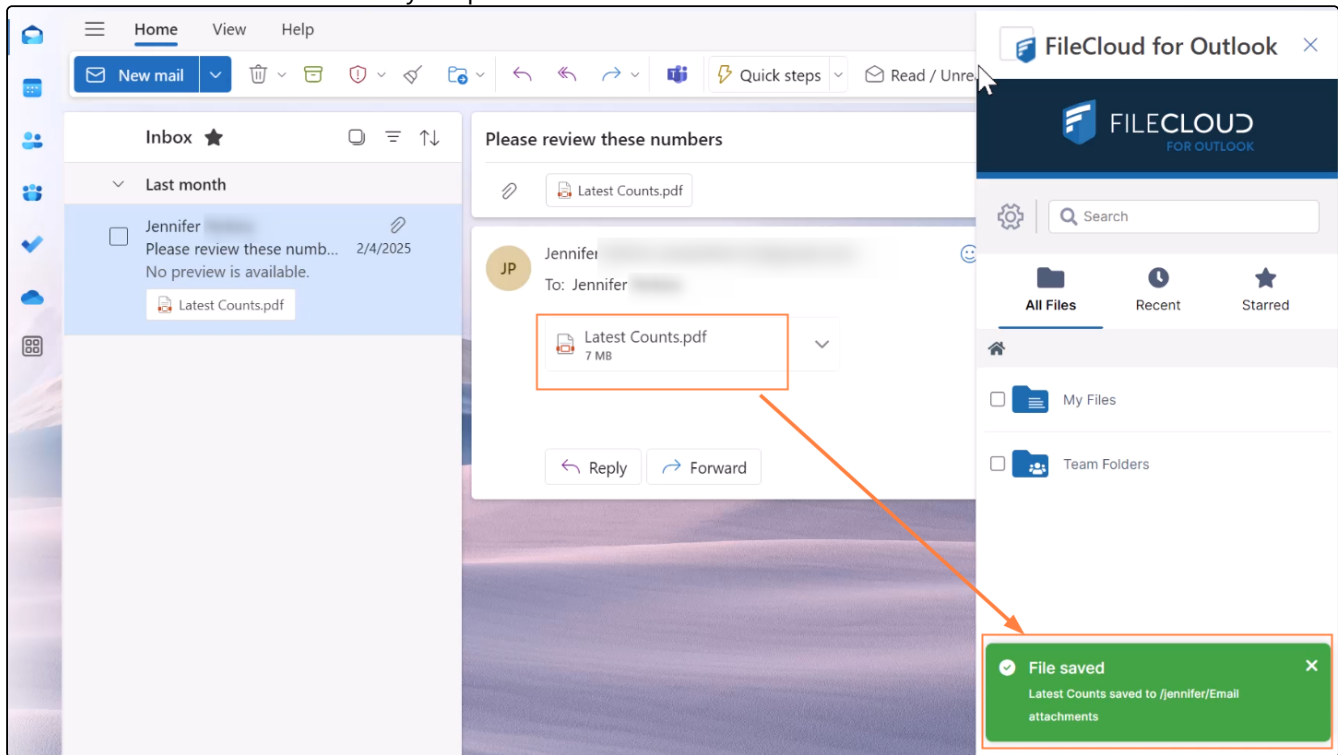 Home View Help
New mail
Quick steps
Read / Unre
Inbox
Last month
Jennifer
Please review these numb... 2/4/2025
No preview is available.
Latest Counts.pdf
Please review these numbers
Latest Counts.pdf
JP
Jennifer
To: Jennifer
Latest Counts.pdf
7 MB
Reply
Forward
FileCloud for Outlook
FILECLOUD
FOR OUTLOOK
Search
All Files
Recent
Starred
My Files
Team Folders
File saved
Latest Counts saved to /jennifer/Email
attachments